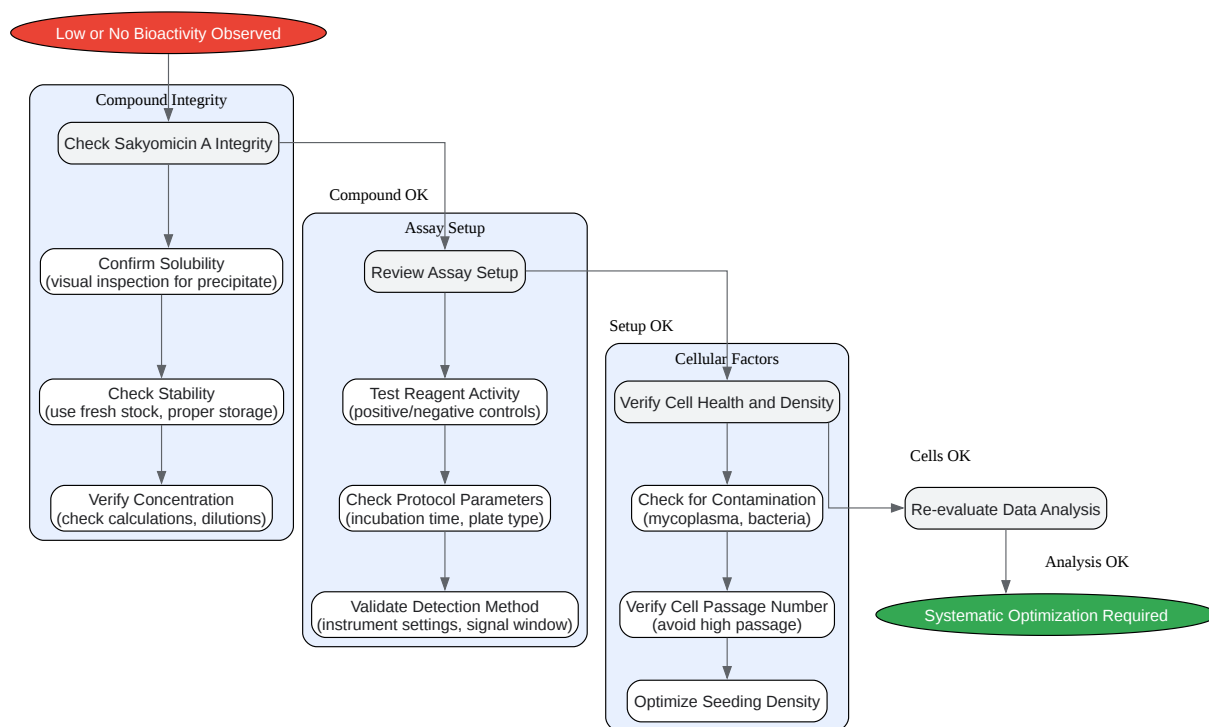 Low or No Bioactivity Observed
Compound Integrity
Check Sakyomicin A Integrity
Confirm Solubility
(visual inspection for precipitate)
Check Stability
(use fresh stock, proper storage)
Verify Concentration
(check calculations, dilutions)
Compound OK
Assay Setup
Review Assay Setup
Test Reagent Activity
(positive/negative controls)
Check Protocol Parameters
(incubation time, plate type)
Validate Detection Method
(instrument settings, signal window)
Setup OK
Cellular Factors
Verify Cell Health and Density
Check for Contamination
(mycoplasma, bacteria)
Verify Cell Passage Number
(avoid high passage)
Optimize Seeding Density
Cells OK
Re-evaluate Data Analysis
Analysis OK
Systematic Optimization Required